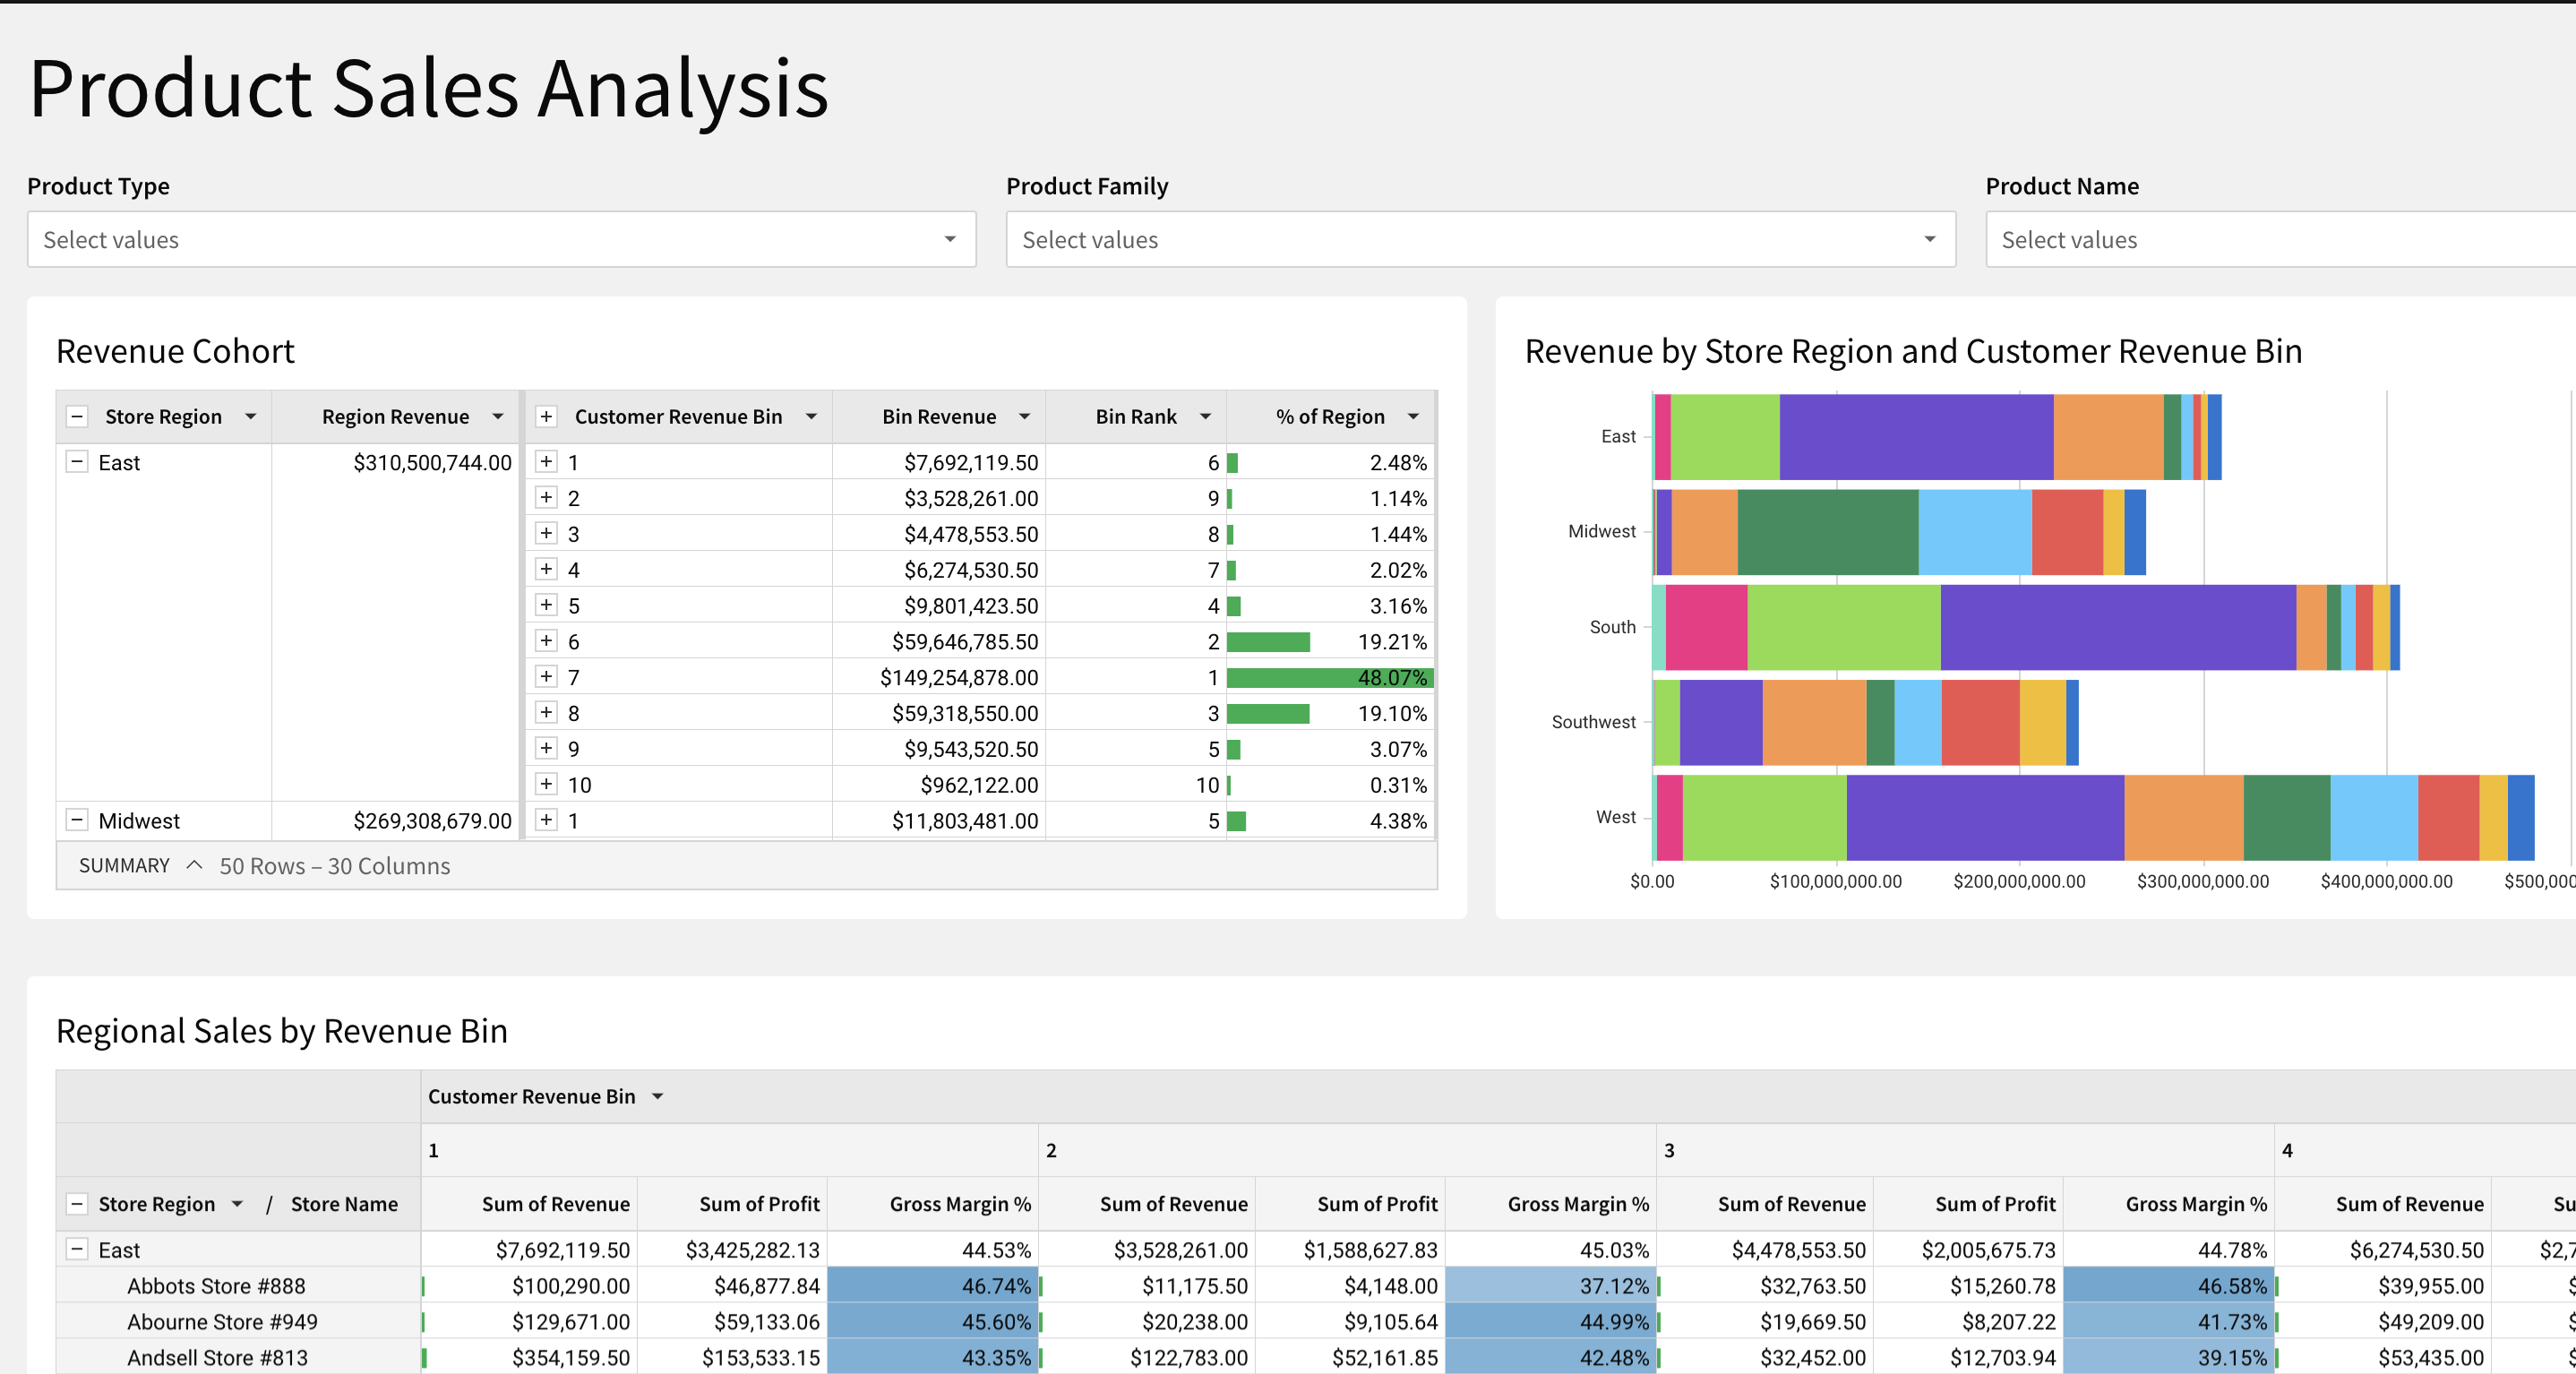 Product Sales Analysis
Product Type Product Family Product Name
Select values Select values Select values
Revenue Cohort
Store Region Region Revenue Customer Revenue Bin Bin Revenue Bin Rank % of Region
East $310,500,744.00 1 $7,692,119.50 6 2.48%
2 $3,528,261.00 9 1.14%
3 $4,478,553.50 8 1.44%
4 $6,274,530.50 7 2.02%
5 $9,801,423.50 4 3.16%
6 $59,646,785.50 2 19.21%
7 $149,254,878.00 1 48.07%
8 $59,318,550.00 3 19.10%
9 $9,543,520.50 5 3.07%
10 $962,122.00 10 0.31%
Midwest $269,308,679.00 1 $11,803,481.00 5 4.38%
SUMMARY 50 Rows – 30 Columns
Revenue by Store Region and Customer Revenue Bin
East
Midwest
South
Southwest
West
$0.00 $100,000,000.00 $200,000,000.00 $300,000,000.00 $400,000,000.00 $500,000
Regional Sales by Revenue Bin
Customer Revenue Bin
1 2 3 4
Store Region / Store Name Sum of Revenue Sum of Profit Gross Margin % Sum of Revenue Sum of Profit Gross Margin % Sum of Revenue Sum of Profit Gross Margin % Sum of Revenue Su
East $7,692,119.50 $3,425,282.13 44.53% $3,528,261.00 $1,588,627.83 45.03% $4,478,553.50 $2,005,675.73 44.78% $6,274,530.50 $2,7
Abbots Store #888 $100,290.00 $46,877.84 46.74% $11,175.50 $4,148.00 37.12% $32,763.50 $15,260.78 46.58% $39,955.00
Abourne Store #949 $129,671.00 $59,133.06 45.60% $20,238.00 $9,105.64 44.99% $19,669.50 $8,207.22 41.73% $49,209.00
Andsell Store #813 $354,159.50 $153,533.15 43.35% $122,783.00 $52,161.85 42.48% $32,452.00 $12,703.94 39.15% $53,435.00